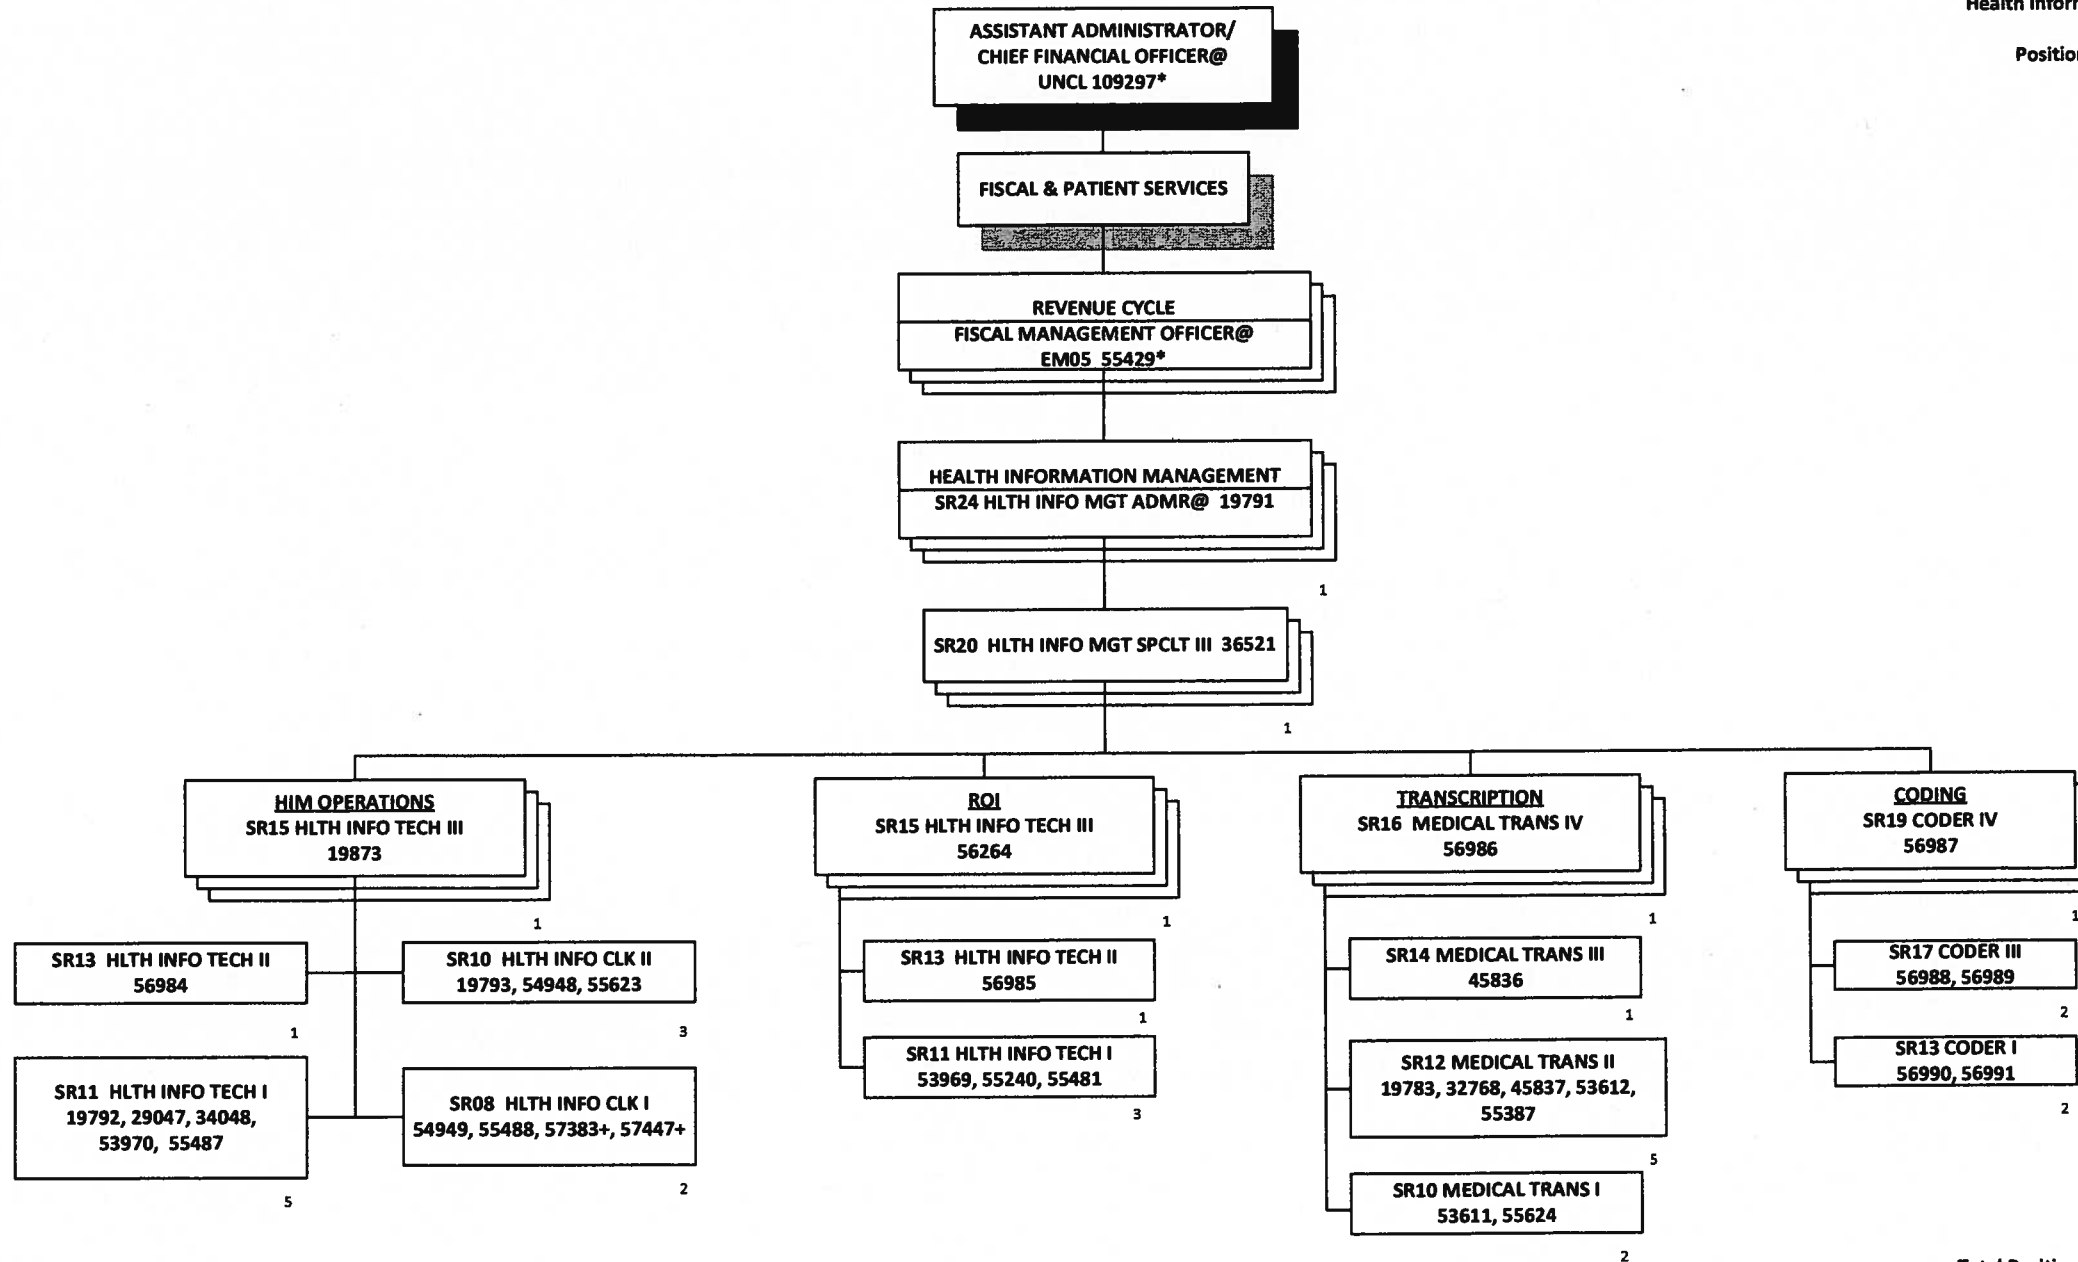 Health Inform
Position
ASSISTANT ADMINISTRATOR/
CHIEF FINANCIAL OFFICER@
UNCL 109297*
FISCAL & PATIENT SERVICES
REVENUE CYCLE
FISCAL MANAGEMENT OFFICER@
EM05 55429*
HEALTH INFORMATION MANAGEMENT
SR24 HLTH INFO MGT ADMR@ 19791
1
SR20 HLTH INFO MGT SPCLT III 36521
1
HIM OPERATIONS
SR15 HLTH INFO TECH III
19873
1
SR13 HLTH INFO TECH II
56984
1
SR10 HLTH INFO CLK II
19793, 54948, 55623
3
SR11 HLTH INFO TECH I
19792, 29047, 34048,
53970, 55487
5
SR08 HLTH INFO CLK I
54949, 55488, 57383+, 57447+
2
ROI
SR15 HLTH INFO TECH III
56264
1
SR13 HLTH INFO TECH II
56985
1
SR11 HLTH INFO TECH I
53969, 55240, 55481
3
TRANSCRIPTION
SR16 MEDICAL TRANS IV
56986
1
SR14 MEDICAL TRANS III
45836
1
SR12 MEDICAL TRANS II
19783, 32768, 45837, 53612,
55387
5
SR10 MEDICAL TRANS I
53611, 55624
2
CODING
SR19 CODER IV
56987
1
SR17 CODER III
56988, 56989
2
SR13 CODER I
56990, 56991
2